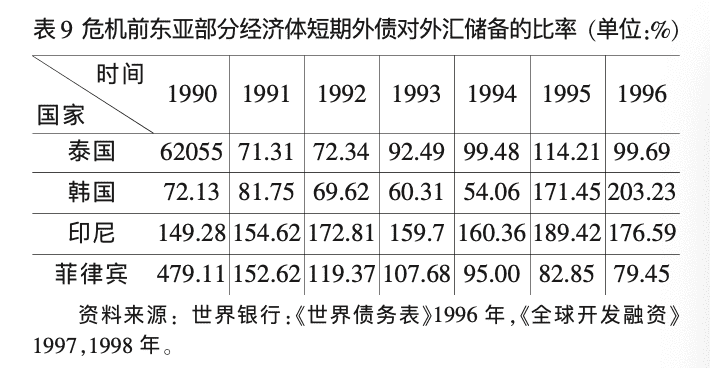 表9 危机前东亚部分经济体短期外债对外汇储备的比率 (单位:%)
时间 国家 1990 1991 1992 1993 1994 1995 1996
泰国 62055 71.31 72.34 92.49 99.48 114.21 99.69
韩国 72.13 81.75 69.62 60.31 54.06 171.45 203.23
印尼 149.28 154.62 172.81 159.7 160.36 189.42 176.59
菲律宾 479.11 152.62 119.37 107.68 95.00 82.85 79.45
资料来源: 世界银行:《世界债务表》1996 年,《全球开发融资》
1997,1998 年。